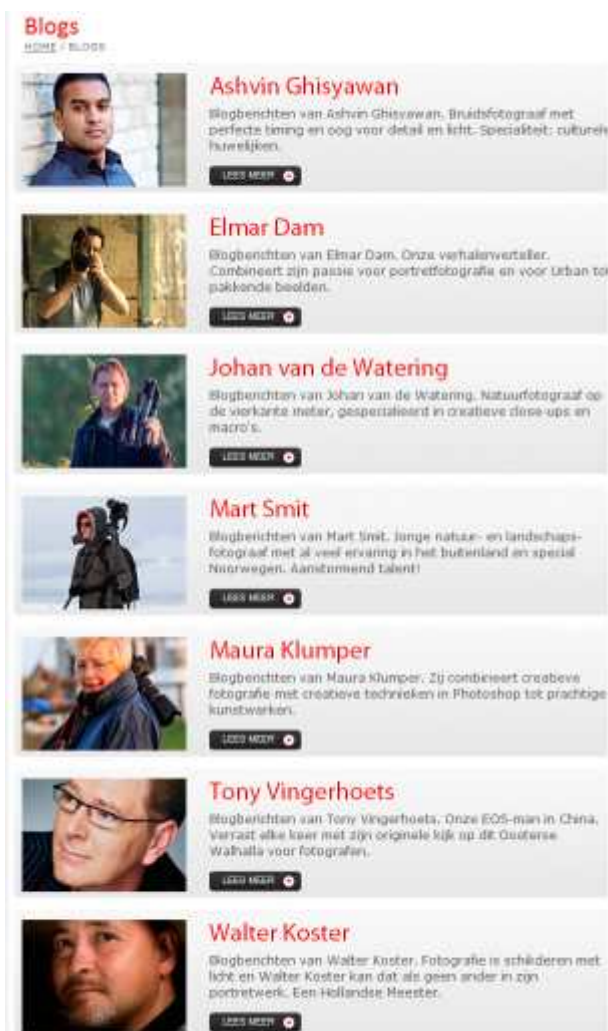 Blogs
HOME / BLOGS
Ashvin Ghisyawan
Blogberichten van Ashvin Ghisyawan. Bruidsfotograaf met
perfecte timing en oog voor detail en licht. Specialiteit: culturele
huwelijken.
LEES MEER
Elmar Dam
Blogberichten van Elmar Dam. Onze verhalenverteller.
Combineert zijn passie voor portretfotografie en voor Urban tot
pakkende beelden.
LEES MEER
Johan van de Watering
Blogberichten van Johan van de Watering. Natuurfotograaf op
de vierkante meter, gespecialiseerd in creatieve close-ups en
macro's.
LEES MEER
Mart Smit
Blogberichten van Mart Smit. Jonge natuur- en landschaps-
fotograaf met al veel ervaring in het buitenland en special
Noorwegen. Aanstormend talent!
LEES MEER
Maura Klumper
Blogberichten van Maura Klumper. Zij combineert creatieve
fotografie met creatieve technieken in Photoshop tot prachtige
kunstwerken.
LEES MEER
Tony Vingerhoets
Blogberichten van Tony Vingerhoets. Onze EOS-man in China.
Verrast elke keer met zijn originele kijk op dit Oosterse
Walhalla voor fotografen.
LEES MEER
Walter Koster
Blogberichten van Walter Koster. Fotografie is schilderen met
licht en Walter Koster kan dat als geen ander in zijn
portretwerk. Een Hollandse Meester.
LEES MEER